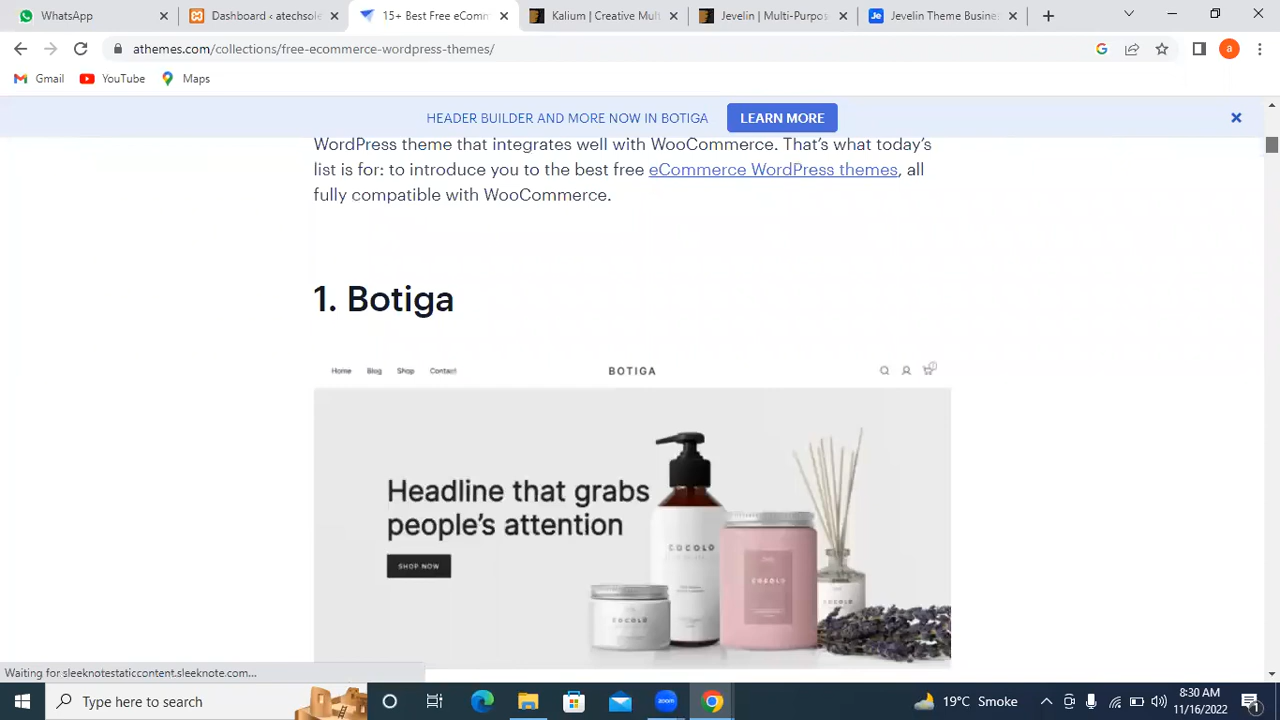 WhatsApp
Dashboard ‹ atechsole
15+ Best Free eComm
Kalium | Creative Mult
Jevelin | Multi-Purpos
Je
Jevelin Theme Busine
athemes.com/collections/free-ecommerce-wordpress-themes/
a
Gmail
YouTube
Maps
HEADER BUILDER AND MORE NOW IN BOTIGA
LEARN MORE
WordPress theme that integrates well with WooCommerce. That's what today's
list is for: to introduce you to the best free eCommerce WordPress themes, all
fully compatible with WooCommerce.
1. Botiga
Home Blog Shop Contact
BOTIGA
Headline that grabs
people's attention
SHOP NOW
COCOLO
COCOLO
COCOLO
COCOLO
Waiting for sleeknotestaticcontent.sleeknote.com...
Type here to search
zoom
19°C Smoke
8:30 AM
11/16/2022
1